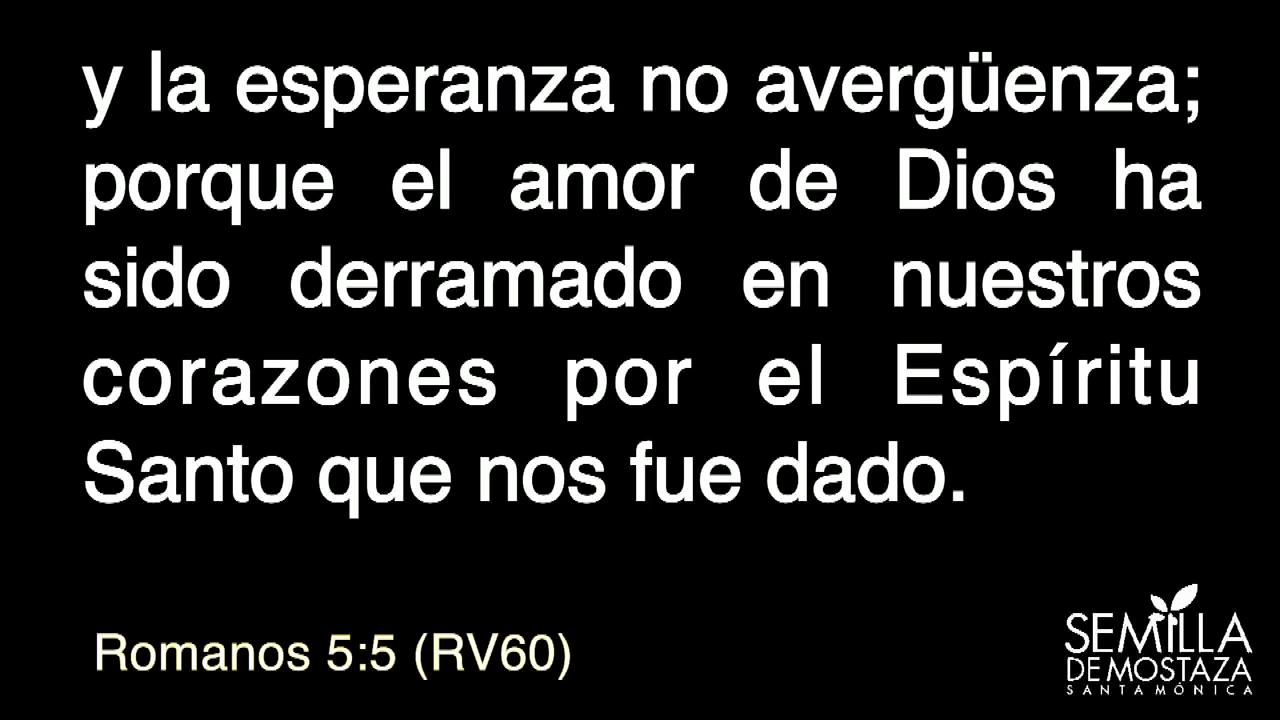 y la esperanza no avergüenza;
porque el amor de Dios ha
sido derramado en nuestros
corazones por el Espíritu
Santo que nos fue dado.
Romanos 5:5 (RV60)
SEMILLA
DE MOSTAZA
SANTA MÓNICA